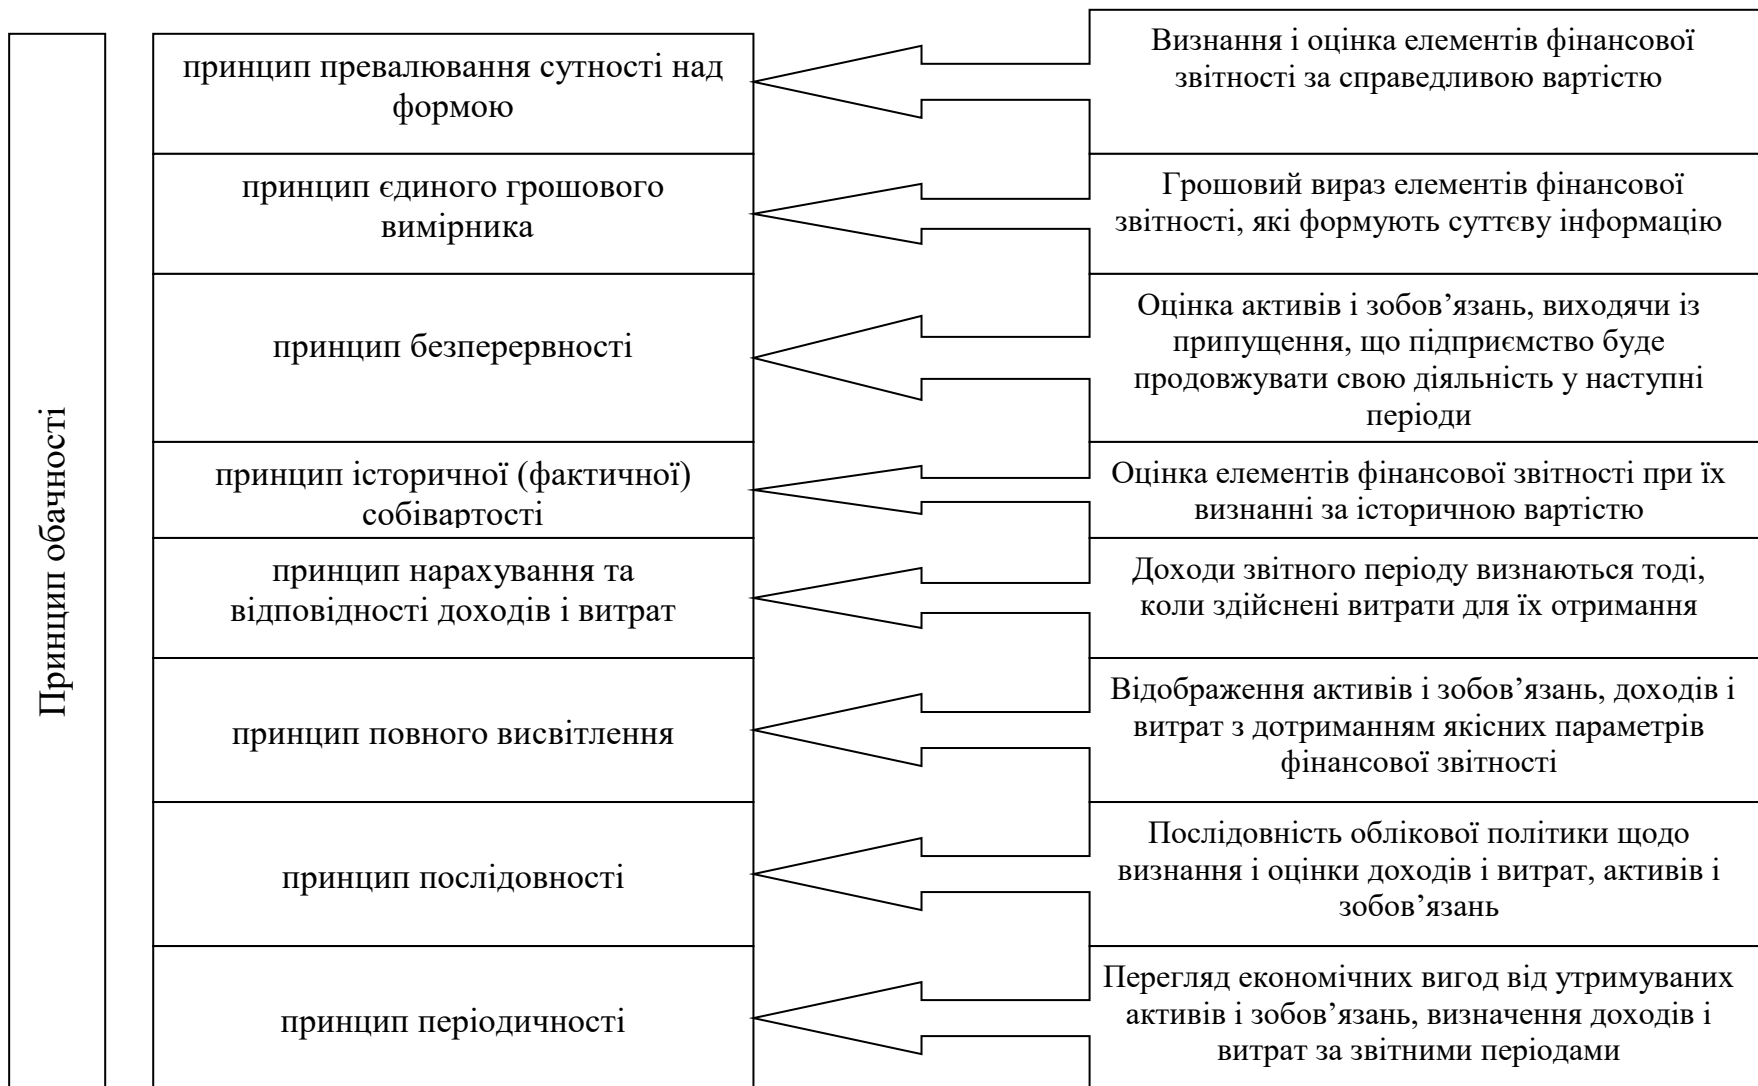 Принцип обачності
принцип превалювання сутності над
формою
Визнання і оцінка елементів фінансової
звітності за справедливою вартістю
принцип єдиного грошового
вимірника
Грошовий вираз елементів фінансової
звітності, які формують суттєву інформацію
принцип безперервності
Оцінка активів і зобов’язань, виходячи із
припущення, що підприємство буде
продовжувати свою діяльність у наступні
періоди
принцип історичної (фактичної)
собівартості
Оцінка елементів фінансової звітності при їх
визнанні за історичною вартістю
принцип нарахування та
відповідності доходів і витрат
Доходи звітного періоду визнаються тоді,
коли здійснені витрати для їх отримання
принцип повного висвітлення
Відображення активів і зобов’язань, доходів і
витрат з дотриманням якісних параметрів
фінансової звітності
принцип послідовності
Послідовність облікової політики щодо
визнання і оцінки доходів і витрат, активів і
зобов’язань
принцип періодичності
Перегляд економічних вигод від утримуваних
активів і зобов’язань, визначення доходів і
витрат за звітними періодами